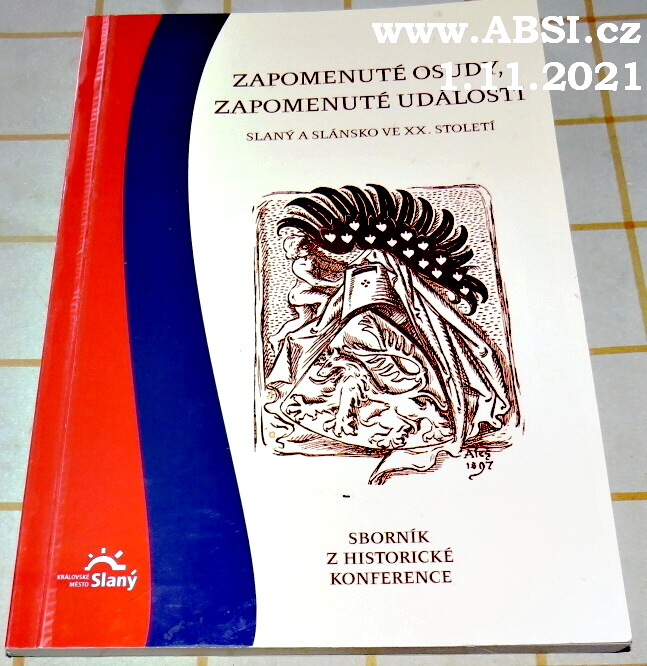 www.ABSI.cz
1.11.2021
ZAPOMENUTÉ OSUDY,
ZAPOMENUTÉ UDÁLOSTI
SLANÝ A SLÁNSKO VE XX. STOLETÍ
Aleš
1897
SBORNÍK
Z HISTORICKÉ
KONFERENCE
KRÁLOVSKÉ
MĚSTO Slaný